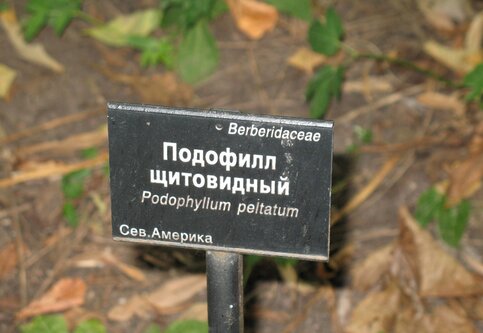 Berberidaceae
Подофилл
щитовидный
Podophyllum peltatum
Сев.Америка